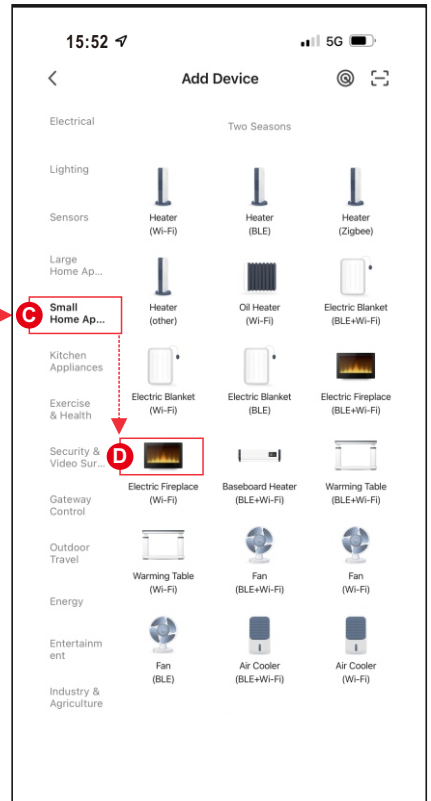 15:52
5G
Add Device
Electrical
Lighting
Sensors
Large
Home Ap...
C
Small
Home Ap...
Kitchen
Appliances
Exercise
& Health
Security &
Video Sur...
Gateway
Control
Outdoor
Travel
Energy
Entertainm
ent
Industry &
Agriculture
Two Seasons
Heater
(Wi-Fi)
Heater
(BLE)
Heater
(Zigbee)
Heater
(other)
Oil Heater
(Wi-Fi)
Electric Blanket
(BLE+Wi-Fi)
Electric Blanket
(Wi-Fi)
Electric Blanket
(BLE)
Electric Fireplace
(BLE+Wi-Fi)
D
Electric Fireplace
(Wi-Fi)
Baseboard Heater
(BLE+Wi-Fi)
Warming Table
(BLE+Wi-Fi)
Warming Table
(Wi-Fi)
Fan
(BLE+Wi-Fi)
Fan
(Wi-Fi)
Fan
(BLE)
Air Cooler
(BLE+Wi-Fi)
Air Cooler
(Wi-Fi)